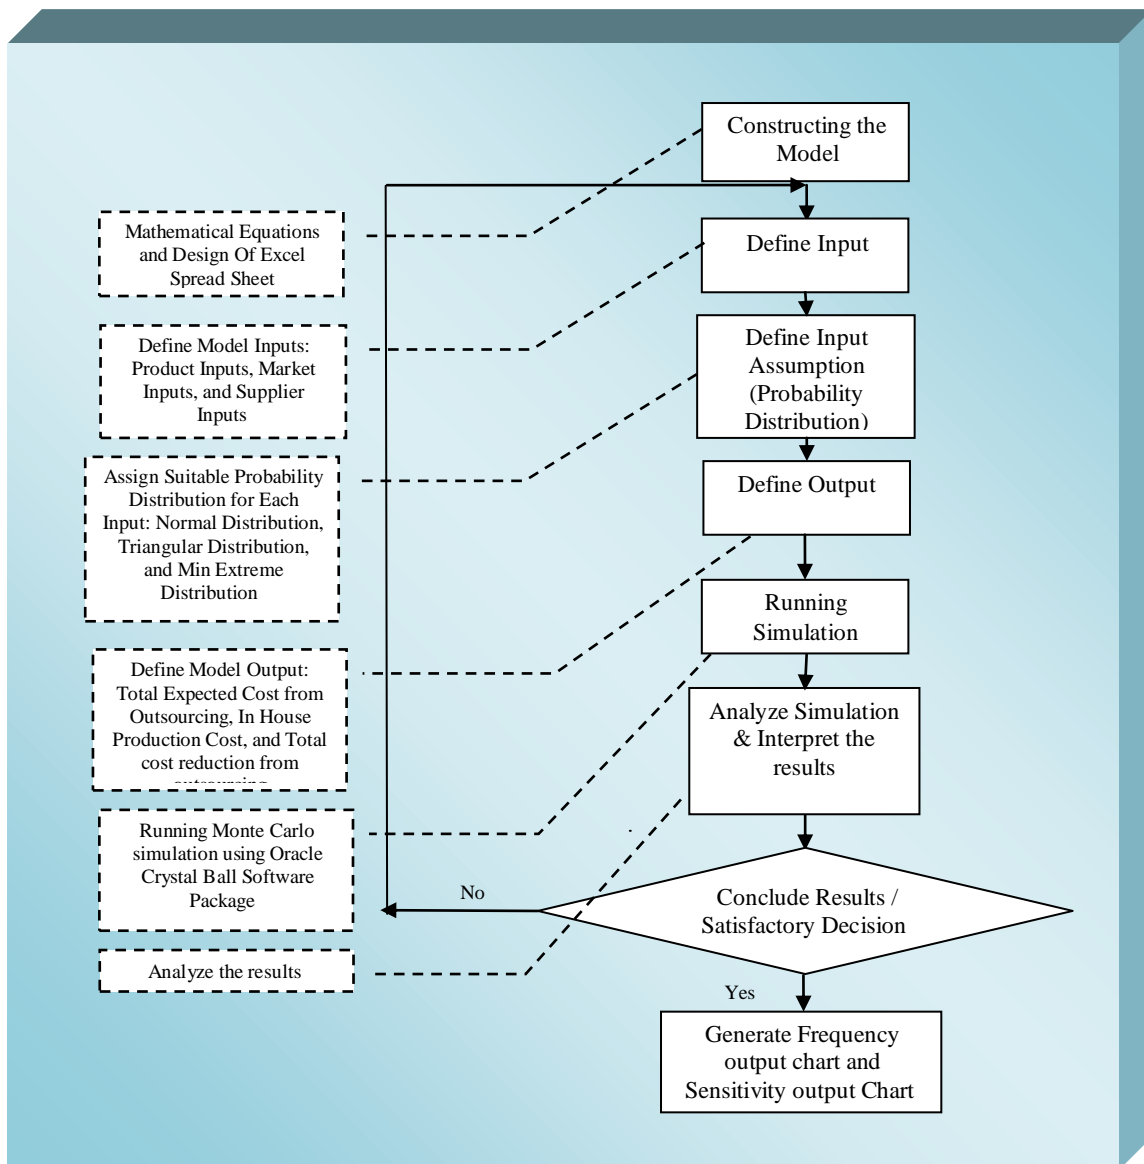 Constructing the
Model
Define Input
Define Input
Assumption
(Probability
Distribution)
Define Output
Running
Simulation
Analyze Simulation
& Interpret the
results
Conclude Results /
Satisfactory Decision
No
Yes
Generate Frequency
output chart and
Sensitivity output Chart
Mathematical Equations
and Design Of Excel
Spread Sheet
Define Model Inputs:
Product Inputs, Market
Inputs, and Supplier
Inputs
Assign Suitable Probability
Distribution for Each
Input: Normal Distribution,
Triangular Distribution,
and Min Extreme
Distribution
Define Model Output:
Total Expected Cost from
Outsourcing, In House
Production Cost, and Total
cost reduction from
Running Monte Carlo
simulation using Oracle
Crystal Ball Software
Package
Analyze the results